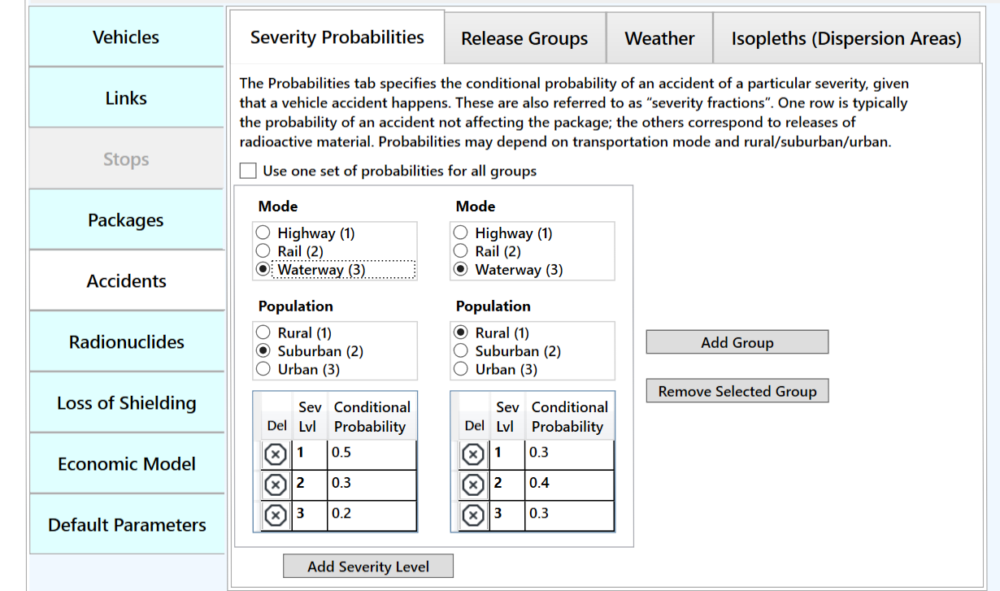 Vehicles
Links
Stops
Packages
Accidents
Radionuclides
Loss of Shielding
Economic Model
Default Parameters
Severity Probabilities
Release Groups
Weather
Isopleths (Dispersion Areas)
The Probabilities tab specifies the conditional probability of an accident of a particular severity, given
that a vehicle accident happens. These are also referred to as “severity fractions”. One row is typically
the probability of an accident not affecting the package; the others correspond to releases of
radioactive material. Probabilities may depend on transportation mode and rural/suburban/urban.
Use one set of probabilities for all groups
Mode
Highway (1)
Rail (2)
Waterway (3)
Population
Rural (1)
Suburban (2)
Urban (3)
Del Sev Lvl Conditional Probability
1 0.5
2 0.3
3 0.2
Mode
Highway (1)
Rail (2)
Waterway (3)
Population
Rural (1)
Suburban (2)
Urban (3)
Del Sev Lvl Conditional Probability
1 0.3
2 0.4
3 0.3
Add Group
Remove Selected Group
Add Severity Level